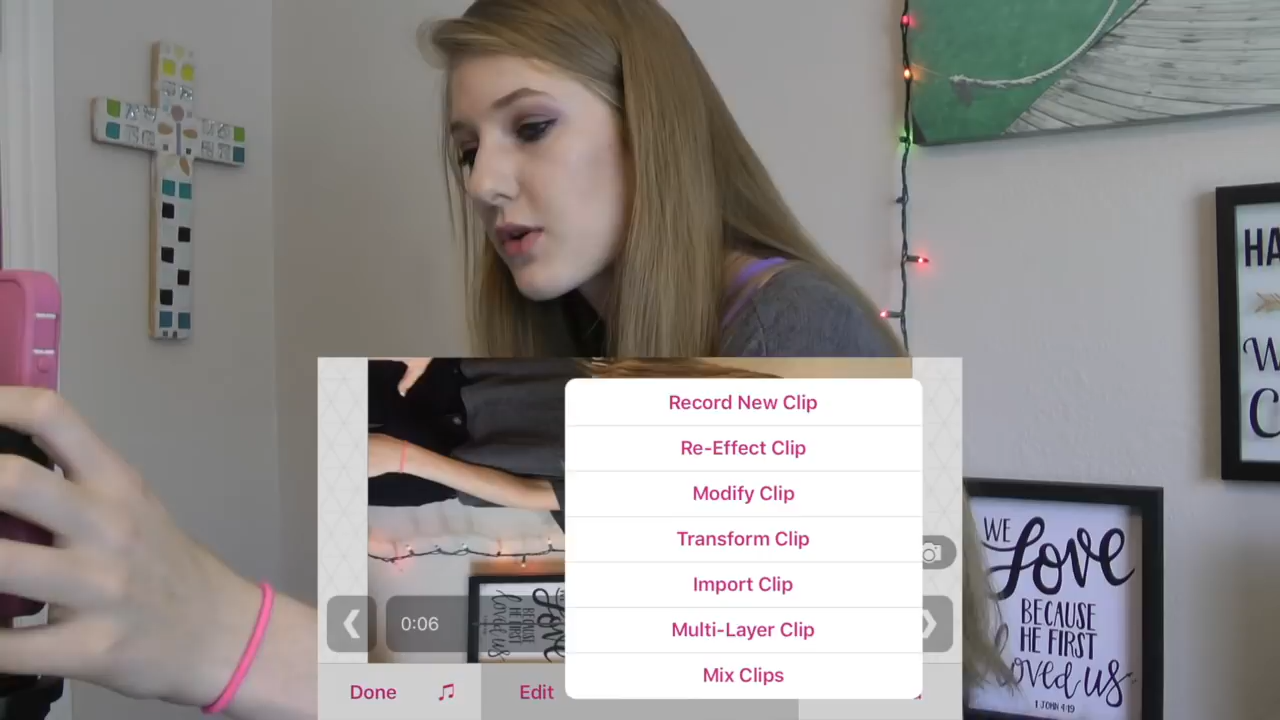 HA
W
C
WE
Love
BECAUSE
HE FIRST
loved us
1 JOHN 4:19
Record New Clip
Re-Effect Clip
Modify Clip
Transform Clip
Import Clip
Multi-Layer Clip
Mix Clips
0:06
Done
Edit